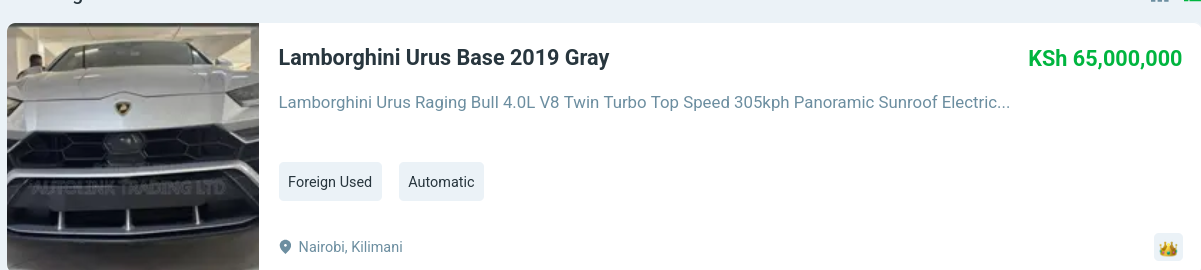 Lamborghini Urus Base 2019 Gray
KSh 65,000,000
Lamborghini Urus Raging Bull 4.0L V8 Twin Turbo Top Speed 305kph Panoramic Sunroof Electric...
AUTOLINK TRADING LTD
Foreign Used
Automatic
Nairobi, Kilimani